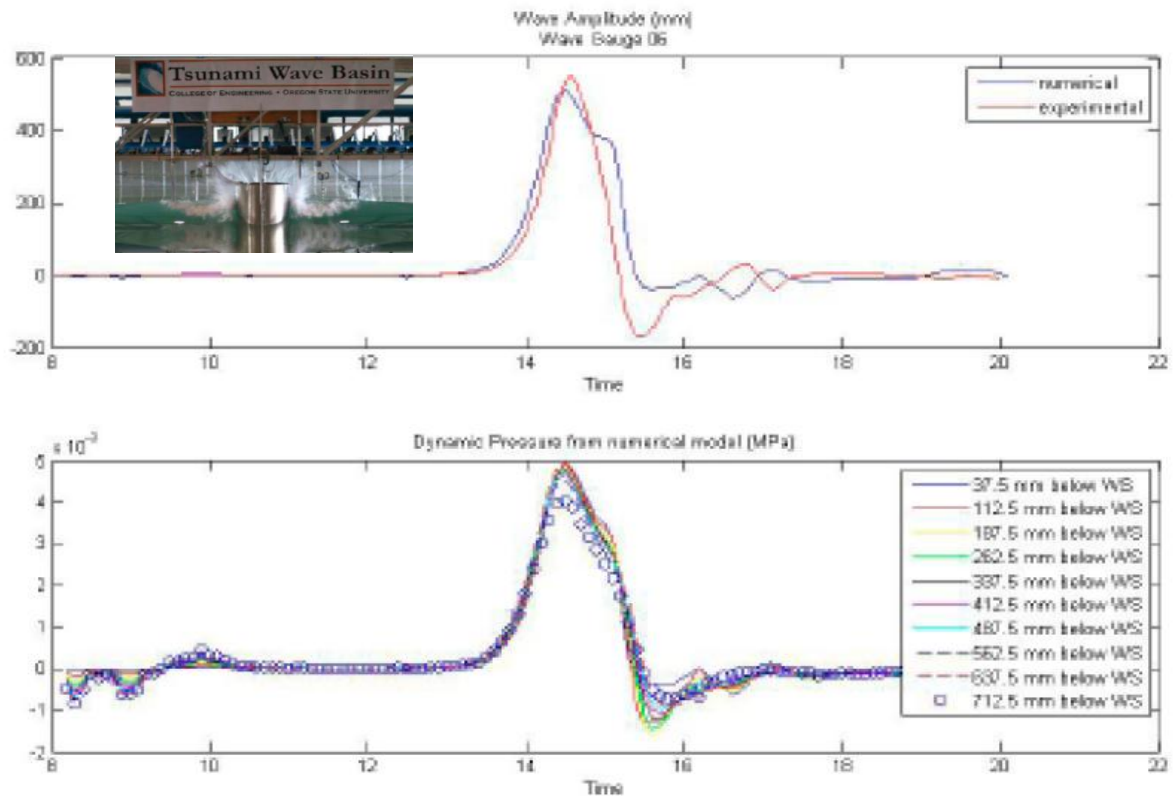 Wave Amplitude (mm)
Wave Gauge 06
600
400
200
0
-200
Tsunami Wave Basin
COLLEGE OF ENGINEERING • OREGON STATE UNIVERSITY
numerical
experimental
8 10 12 14 16 18 20 22
Time
x 10⁻³
Dynamic Pressure from numerical model (MPa)
5
4
3
2
1
0
-1
-2
37.5 mm below WS
112.5 mm below WS
187.5 mm below WS
262.5 mm below WS
337.5 mm below WS
412.5 mm below WS
487.5 mm below WS
562.5 mm below WS
637.5 mm below WS
712.5 mm below WS
8 10 12 14 16 18 20 22
Time